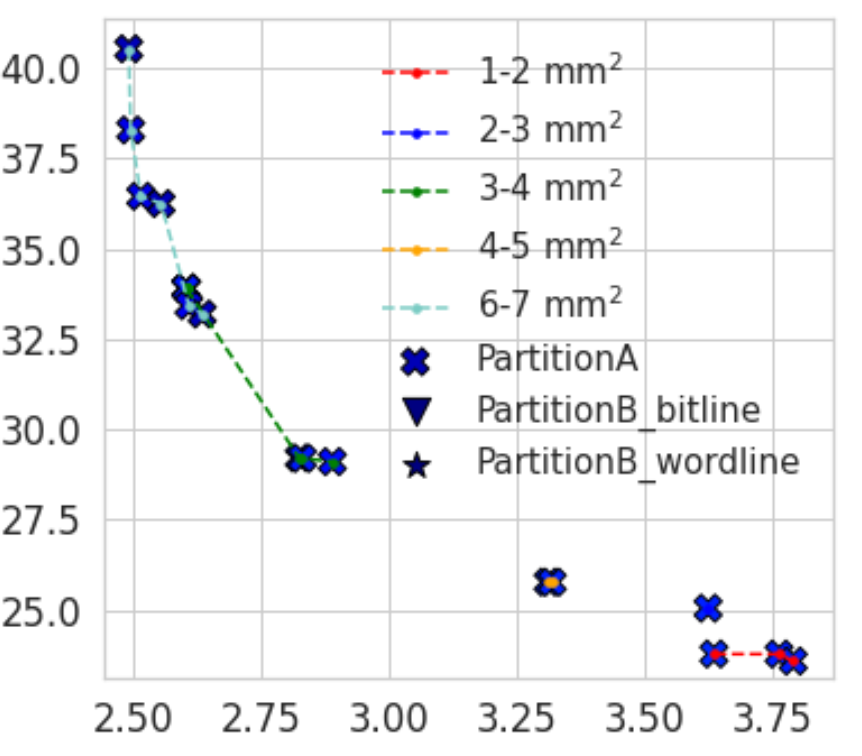 40.0
37.5
35.0
32.5
30.0
27.5
25.0
1-2 mm²
2-3 mm²
3-4 mm²
4-5 mm²
6-7 mm²
PartitionA
PartitionB_bitline
PartitionB_wordline
2.50 2.75 3.00 3.25 3.50 3.75